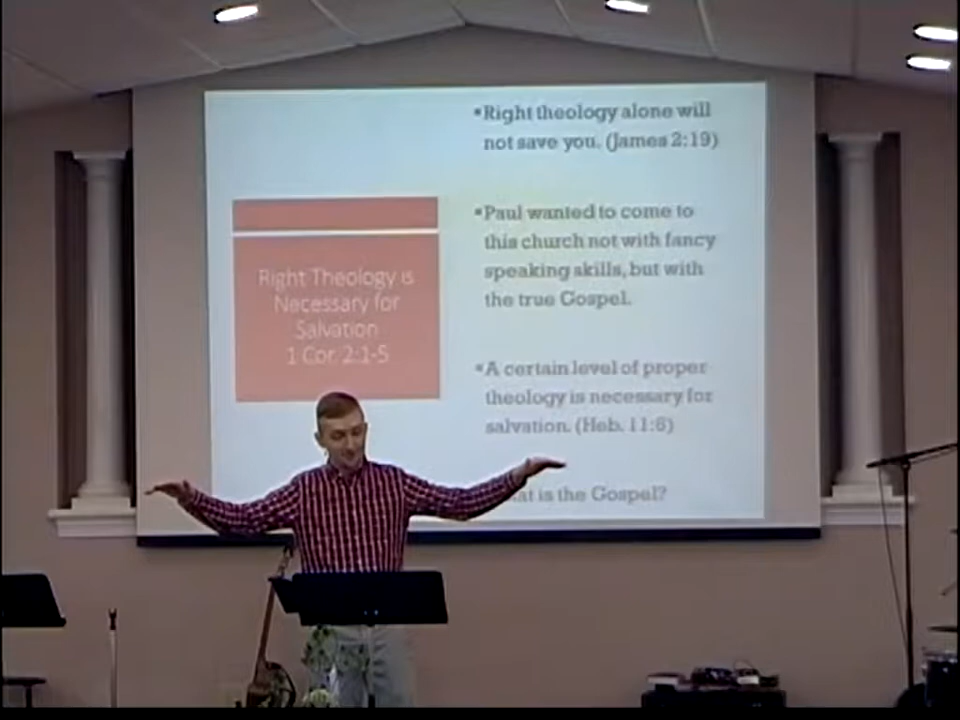 Right Theology is
Necessary for
Salvation
1 Cor. 2:1-5
▪Right theology alone will
not save you. (James 2:19)
▪Paul wanted to come to
this church not with fancy
speaking skills, but with
the true Gospel.
▪A certain level of proper
theology is necessary for
salvation. (Heb. 11:6)
is the Gospel?